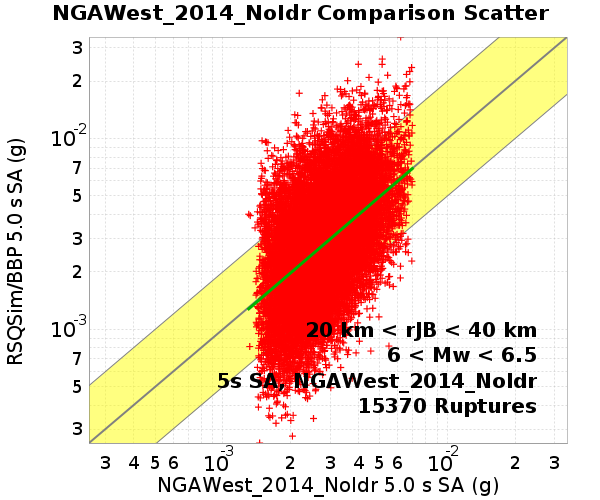 NGAWest_2014_NoIdr Comparison Scatter
RSQSim/BBP 5.0 s SA (g)
3
2
10-2
7
5
3
2
10-3
7
5
3
20 km < rJB < 40 km
6 < Mw < 6.5
5s SA, NGAWest_2014_NoIdr
15370 Ruptures
3 4 5 6 10-3 2 3 4 5 6 10-2 2 3
NGAWest_2014_NoIdr 5.0 s SA (g)